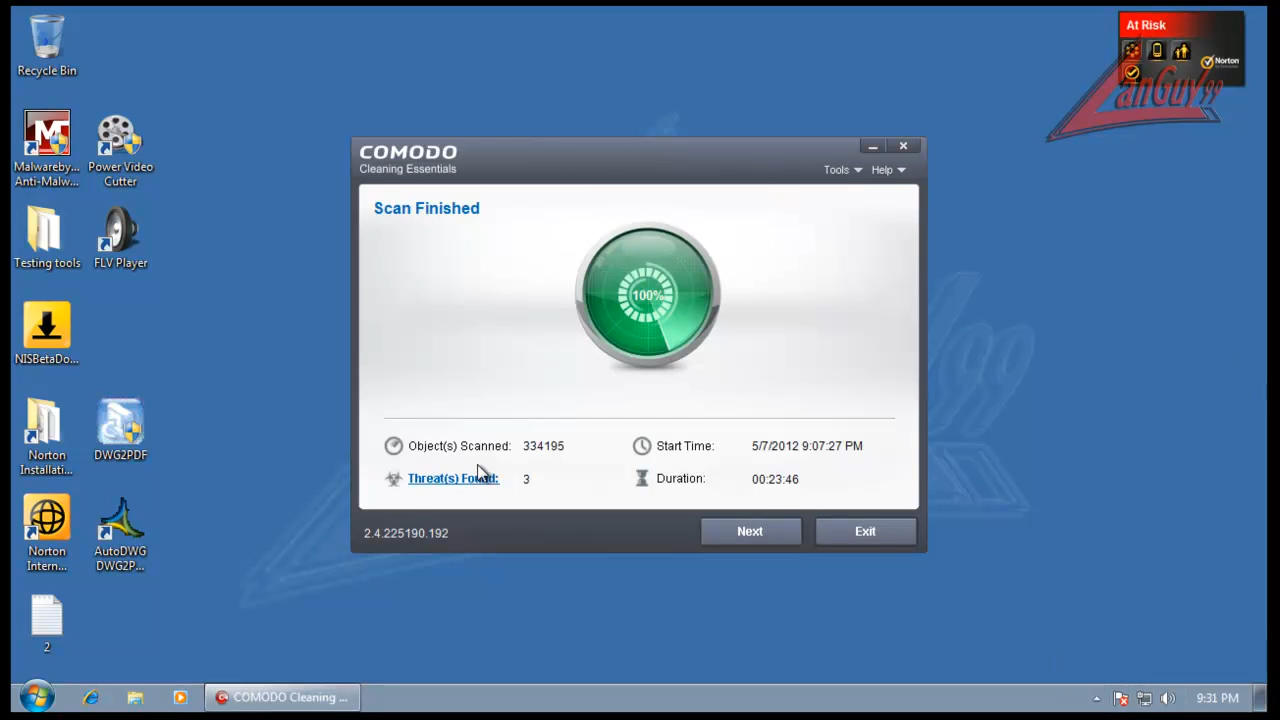 Recycle Bin
At Risk
Norton
anGuy99
Malwareby...
Anti-Malw...
Power Video
Cutter
Testing tools
FLV Player
NISBetaDo...
Norton
Installati...
DWG2PDF
Norton
Intern...
AutoDWG
DWG2P...
2
COMODO
Cleaning Essentials
Tools
Help
Scan Finished
100%
Object(s) Scanned: 334195
Start Time: 5/7/2012 9:07:27 PM
Threat(s) Found: 3
Duration: 00:23:46
2.4.225190.192
Next
Exit
COMODO Cleaning ...
9:31 PM